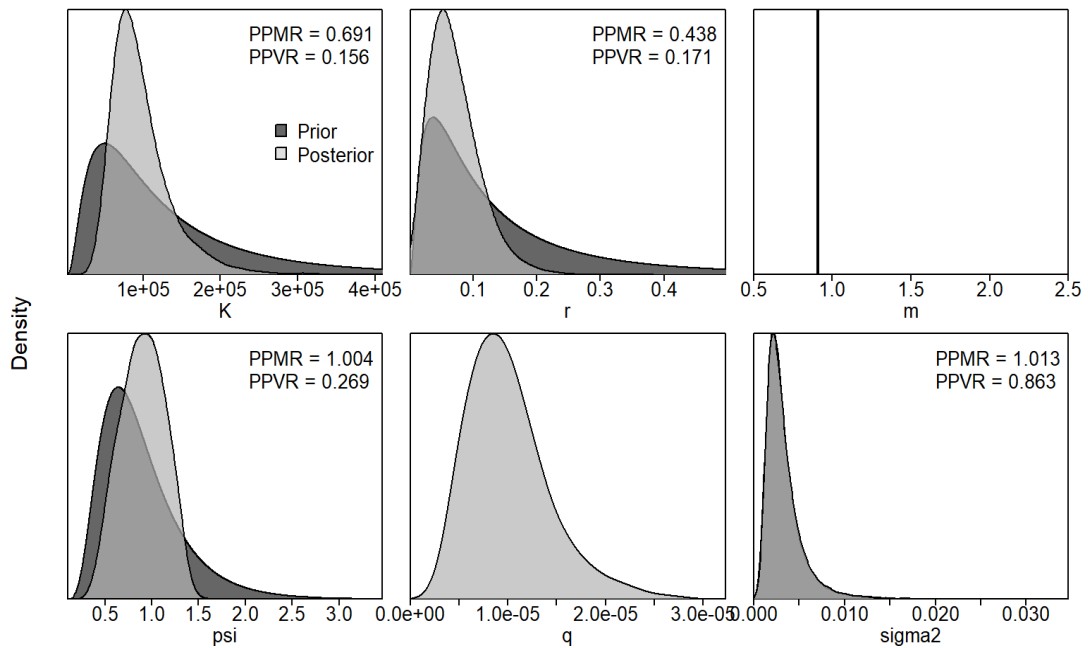 PPMR = 0.691
PPVR = 0.156
Prior
Posterior
1e+05 2e+05 3e+05 4e+05
K
PPMR = 0.438
PPVR = 0.171
0.1 0.2 0.3 0.4
r
0.5 1.0 1.5 2.0 2.5
m
Density
PPMR = 1.004
PPVR = 0.269
0.5 1.0 1.5 2.0 2.5 3.0
psi
0.0e+00 1.0e-05 2.0e-05 3.0e-05
q
PPMR = 1.013
PPVR = 0.863
0.000 0.010 0.020 0.030
sigma2